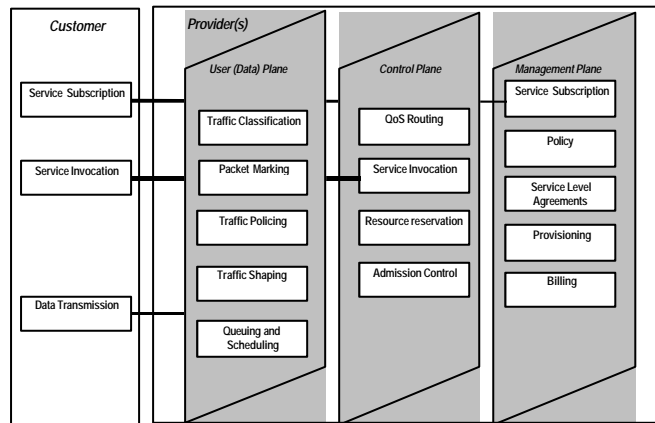 Customer
Service Subscription
Service Invocation
Data Transmission
Provider(s)
User (Data) Plane
Traffic Classification
Packet Marking
Traffic Policing
Traffic Shaping
Queuing and
Scheduling
Control Plane
QoS Routing
Service Invocation
Resource reservation
Admission Control
Management Plane
Service Subscription
Policy
Service Level
Agreements
Provisioning
Billing